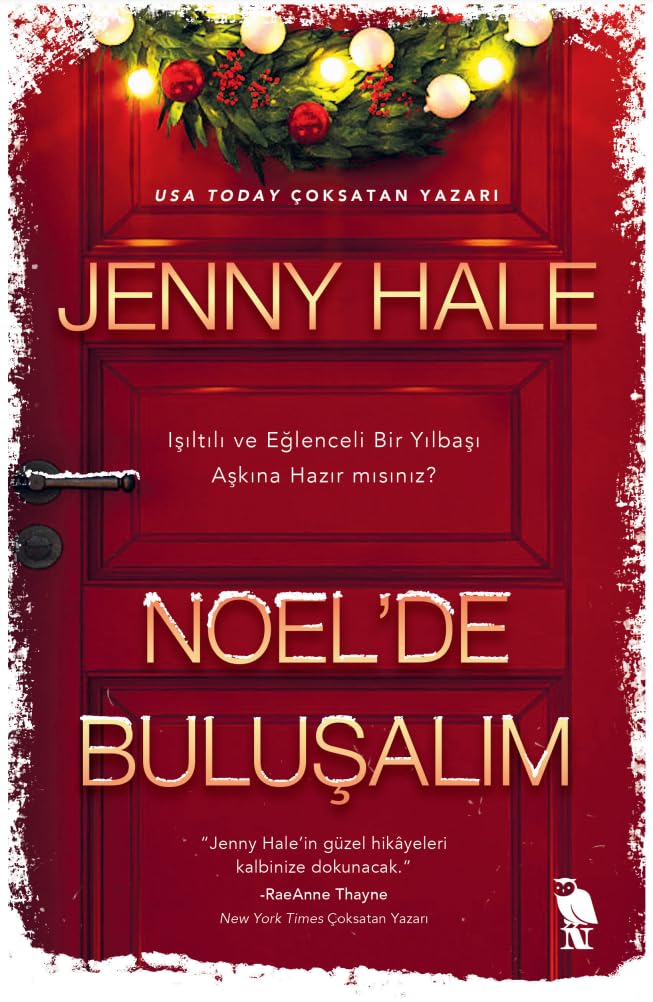 USA TODAY ÇOKSATAN YAZARI
JENNY HALE
Işıltılı ve Eğlenceli Bir Yılbaşı
Aşkına Hazır mısınız?
NOEL'DE
BULUŞALIM
“Jenny Hale'in güzel hikâyeleri
kalbinize dokunacak.”
-RaeAnne Thayne
New York Times Çoksatan Yazarı
N